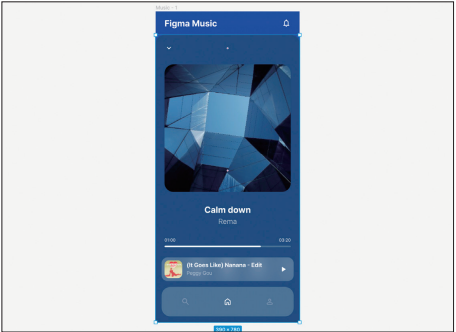 Music - 1
Figma Music
Calm down
Rema
01:00 03:20
(It Goes Like) Nanana - Edit
Peggy Gou
390 × 780